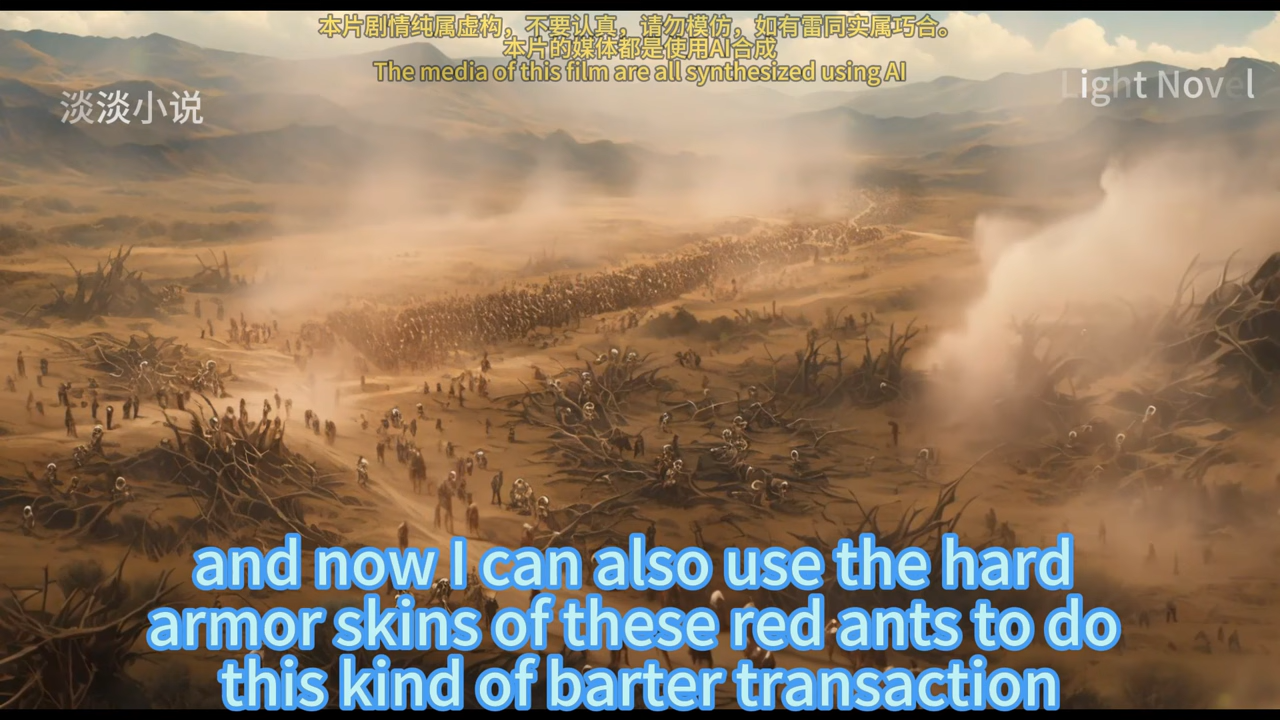 本片剧情纯属虚构，不要认真，请勿模仿，如有雷同实属巧合。
本片的媒体都是使用AI合成
The media of this film are all synthesized using AI
淡淡小说
Light Novel
and now I can also use the hard
armor skins of these red ants to do
this kind of barter transaction